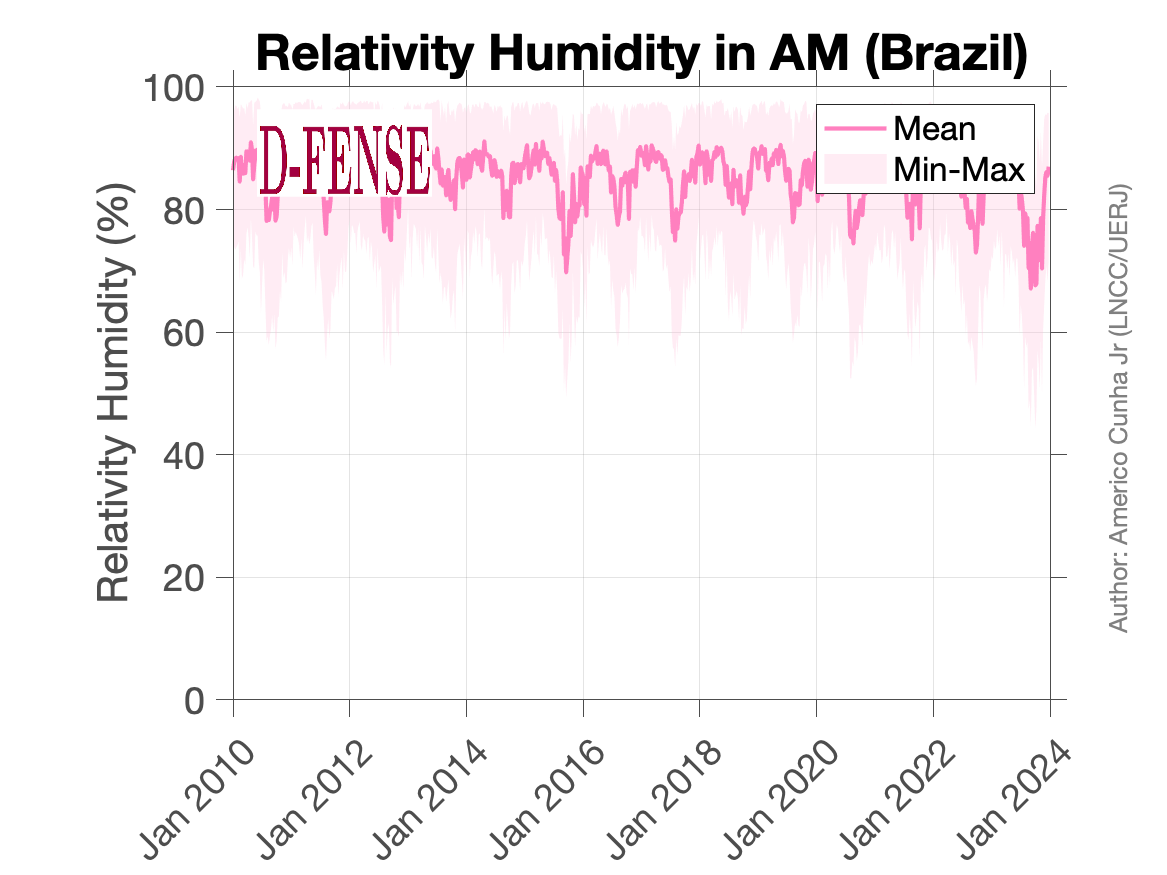 Relativity Humidity in AM (Brazil)
D-FENSE
Mean
Min-Max
Relativity Humidity (%)
100
80
60
40
20
0
Jan 2010
Jan 2012
Jan 2014
Jan 2016
Jan 2018
Jan 2020
Jan 2022
Jan 2024
Author: Americo Cunha Jr (LNCC/UERJ)